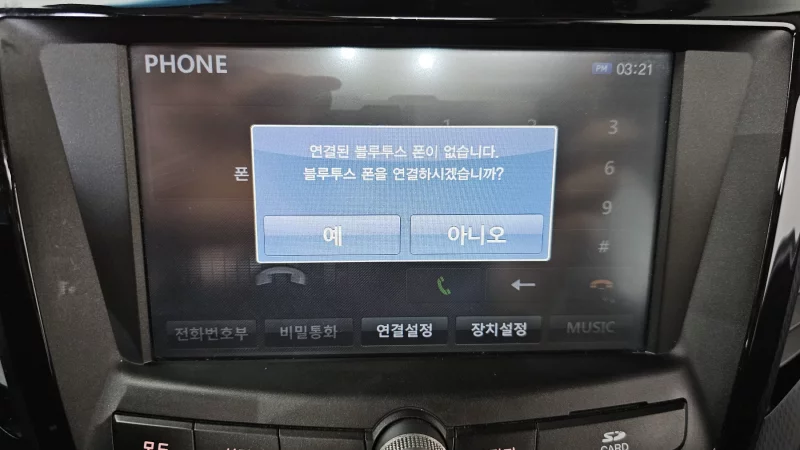 PHONE
PM 03:21
연결된 블루투스 폰이 없습니다.
블루투스 폰을 연결하시겠습니까?
예
아니오
폰
1
3
6
9
#
전화번호부
비밀통화
연결설정
장치설정
MUSIC
모드
SD
CARD